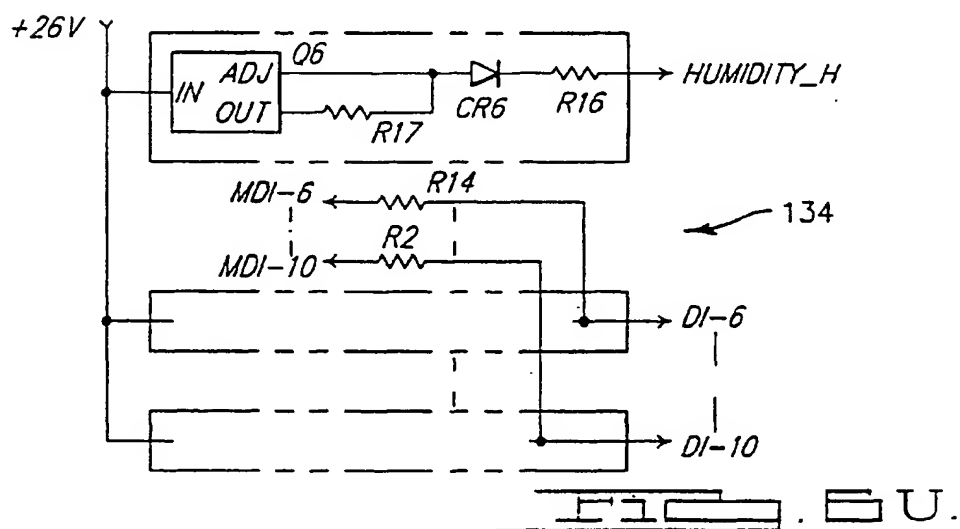 +26V
Q6
ADJ
IN
OUT
R17
CR6
R16
HUMIDITY_H
MDI-6
R14
134
R2
MDI-10
DI-6
DI-10